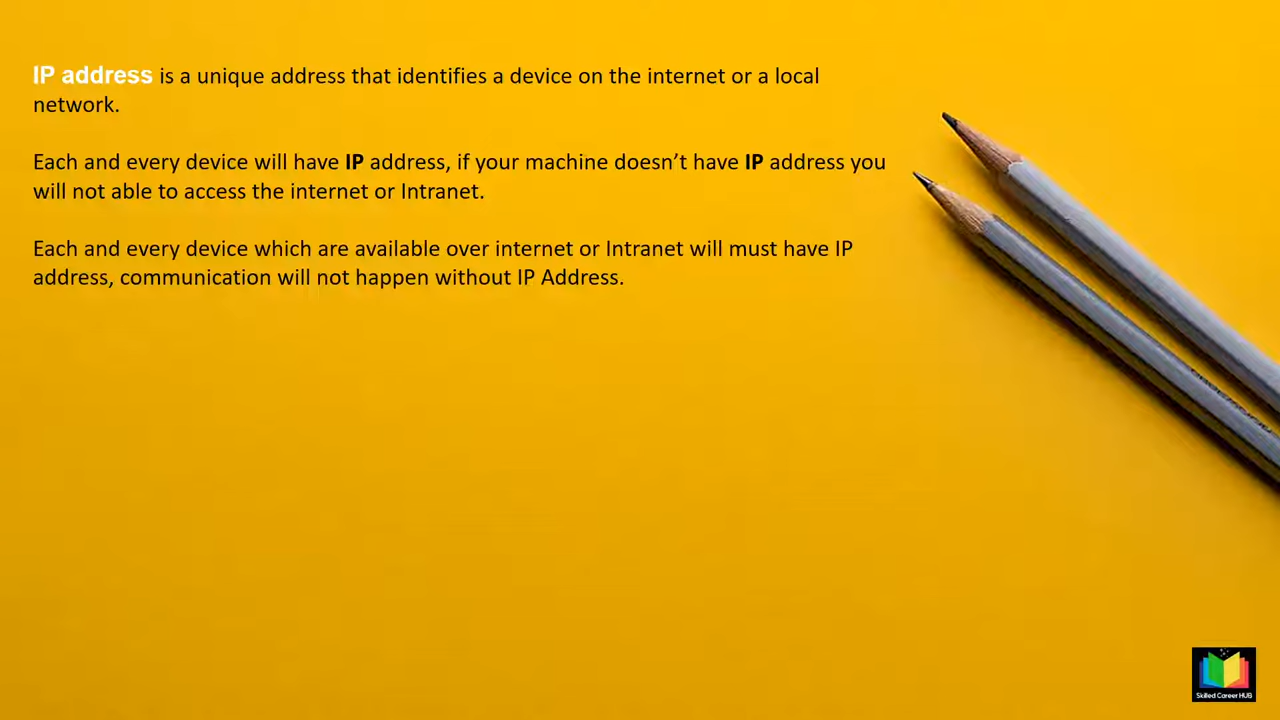 IP address is a unique address that identifies a device on the internet or a local
network.
Each and every device will have IP address, if your machine doesn’t have IP address you
will not able to access the internet or Intranet.
Each and every device which are available over internet or Intranet will must have IP
address, communication will not happen without IP Address.
Skilled Career HUB